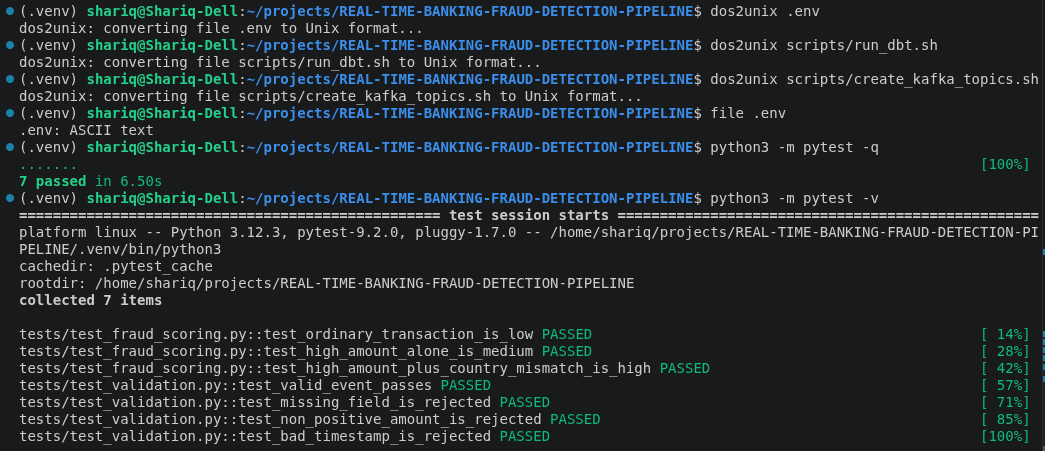 (.venv) shariq@Shariq-Dell:~/projects/REAL-TIME-BANKING-FRAUD-DETECTION-PIPELINE$ dos2unix .env
dos2unix: converting file .env to Unix format...
(.venv) shariq@Shariq-Dell:~/projects/REAL-TIME-BANKING-FRAUD-DETECTION-PIPELINE$ dos2unix scripts/run_dbt.sh
dos2unix: converting file scripts/run_dbt.sh to Unix format...
(.venv) shariq@Shariq-Dell:~/projects/REAL-TIME-BANKING-FRAUD-DETECTION-PIPELINE$ dos2unix scripts/create_kafka_topics.sh
dos2unix: converting file scripts/create_kafka_topics.sh to Unix format...
(.venv) shariq@Shariq-Dell:~/projects/REAL-TIME-BANKING-FRAUD-DETECTION-PIPELINE$ file .env
.env: ASCII text
(.venv) shariq@Shariq-Dell:~/projects/REAL-TIME-BANKING-FRAUD-DETECTION-PIPELINE$ python3 -m pytest -q
....... [100%]
7 passed in 6.50s
(.venv) shariq@Shariq-Dell:~/projects/REAL-TIME-BANKING-FRAUD-DETECTION-PIPELINE$ python3 -m pytest -v
================================================== test session starts ==================================================
platform linux -- Python 3.12.3, pytest-9.2.0, pluggy-1.7.0 -- /home/shariq/projects/REAL-TIME-BANKING-FRAUD-DETECTION-PI
PELINE/.venv/bin/python3
cachedir: .pytest_cache
rootdir: /home/shariq/projects/REAL-TIME-BANKING-FRAUD-DETECTION-PIPELINE
collected 7 items
tests/test_fraud_scoring.py::test_ordinary_transaction_is_low PASSED [ 14%]
tests/test_fraud_scoring.py::test_high_amount_alone_is_medium PASSED [ 28%]
tests/test_fraud_scoring.py::test_high_amount_plus_country_mismatch_is_high PASSED [ 42%]
tests/test_validation.py::test_valid_event_passes PASSED [ 57%]
tests/test_validation.py::test_missing_field_is_rejected PASSED [ 71%]
tests/test_validation.py::test_non_positive_amount_is_rejected PASSED [ 85%]
tests/test_validation.py::test_bad_timestamp_is_rejected PASSED [100%]